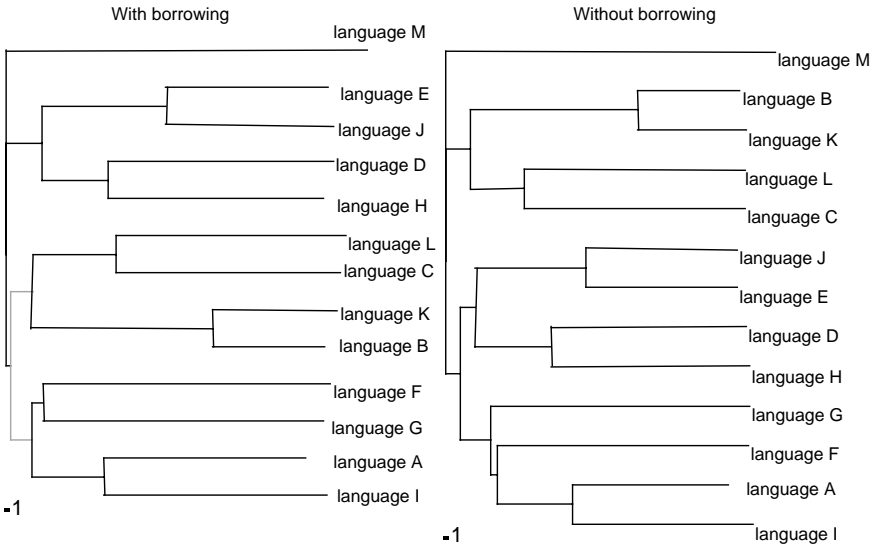 With borrowing
language M
language E
language J
language D
language H
language L
language C
language K
language B
language F
language G
language A
language I
-1
Without borrowing
language M
language B
language K
language L
language C
language J
language E
language D
language H
language G
language F
language A
language I
-1